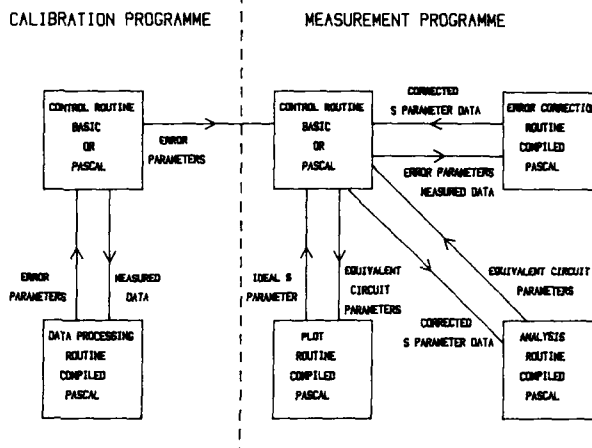 CALIBRATION PROGRAMME
MEASUREMENT PROGRAMME
CONTROL ROUTINE
BASIC
OR
PASCAL
ERROR
PARAMETERS
CONTROL ROUTINE
BASIC
OR
PASCAL
CORRECTED
S PARAMETER DATA
ERROR PARAMETERS
MEASURED DATA
ERROR CORRECTION
ROUTINE
COMPILED
PASCAL
ERROR
PARAMETERS
MEASURED
DATA
IDEAL S
PARAMETER
EQUIVALENT
CIRCUIT
PARAMETERS
CORRECTED
S PARAMETER DATA
EQUIVALENT CIRCUIT
PARAMETERS
DATA PROCESSING
ROUTINE
COMPILED
PASCAL
PLOT
ROUTINE
COMPILED
PASCAL
ANALYSIS
ROUTINE
COMPILED
PASCAL